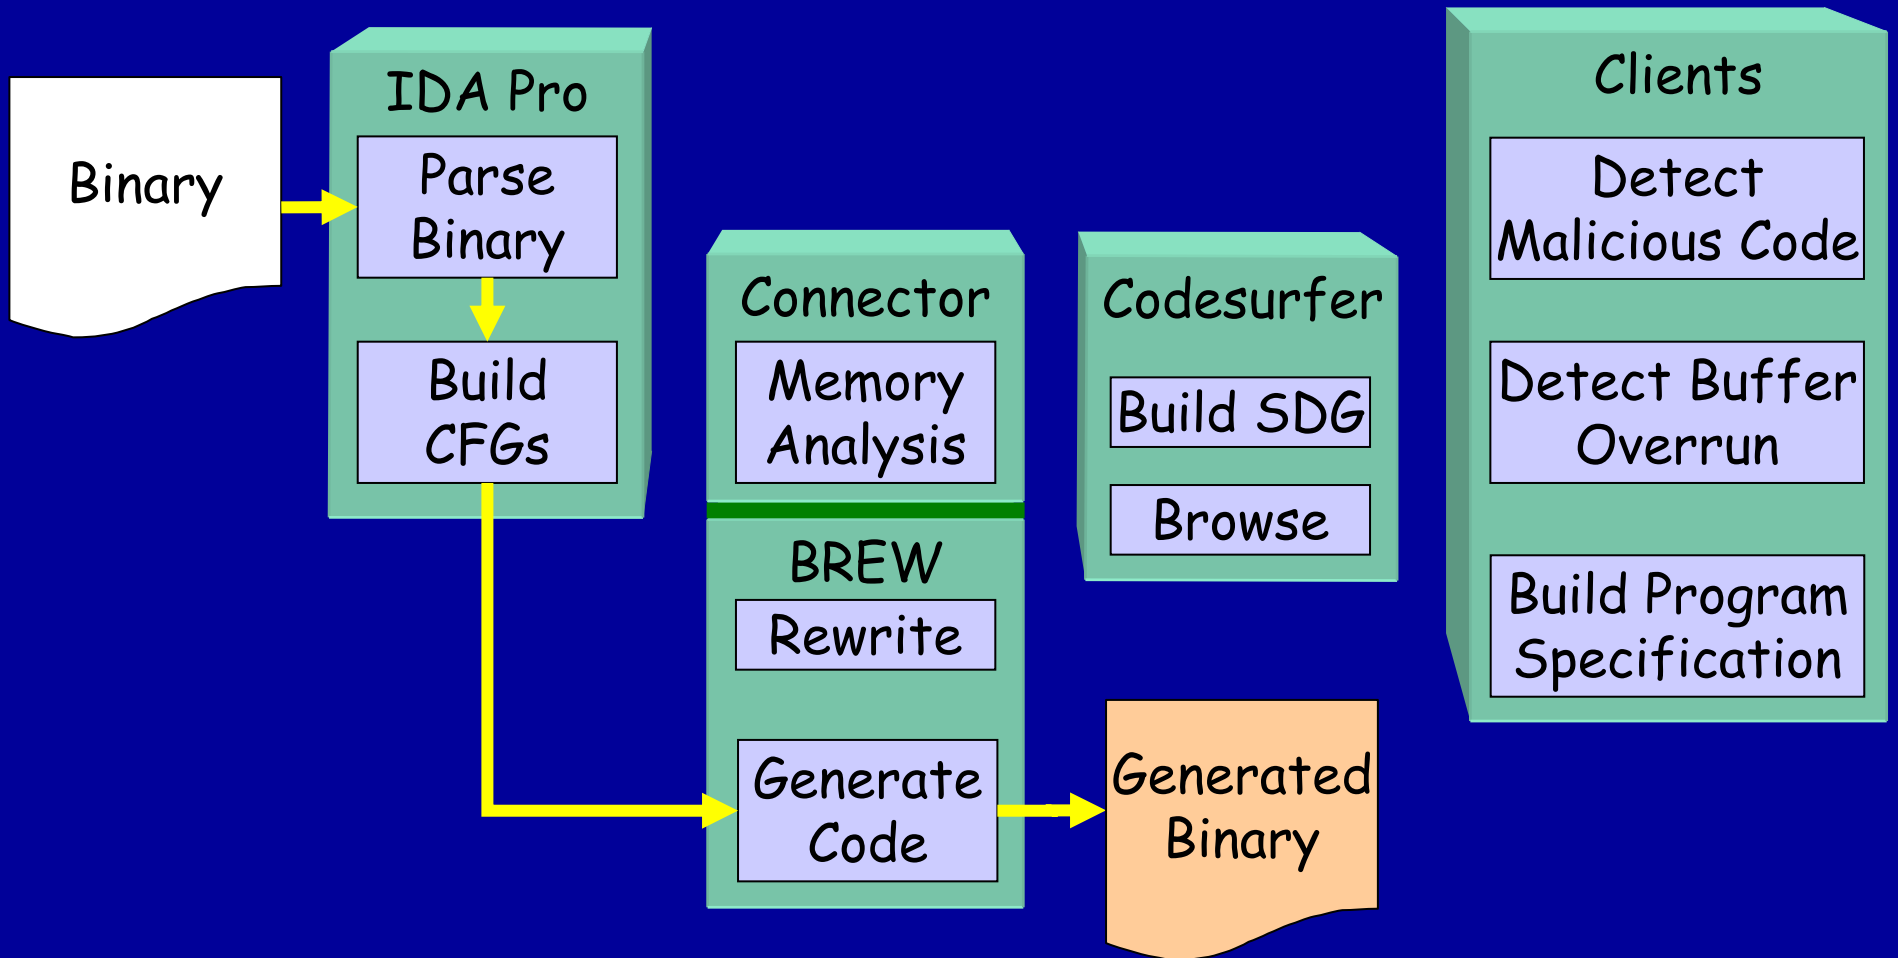 Binary
IDA Pro
Parse
Binary
Build
CFGs
Connector
Memory
Analysis
BREW
Rewrite
Generate
Code
Codesurfer
Build SDG
Browse
Generated
Binary
Clients
Detect
Malicious Code
Detect Buffer
Overrun
Build Program
Specification